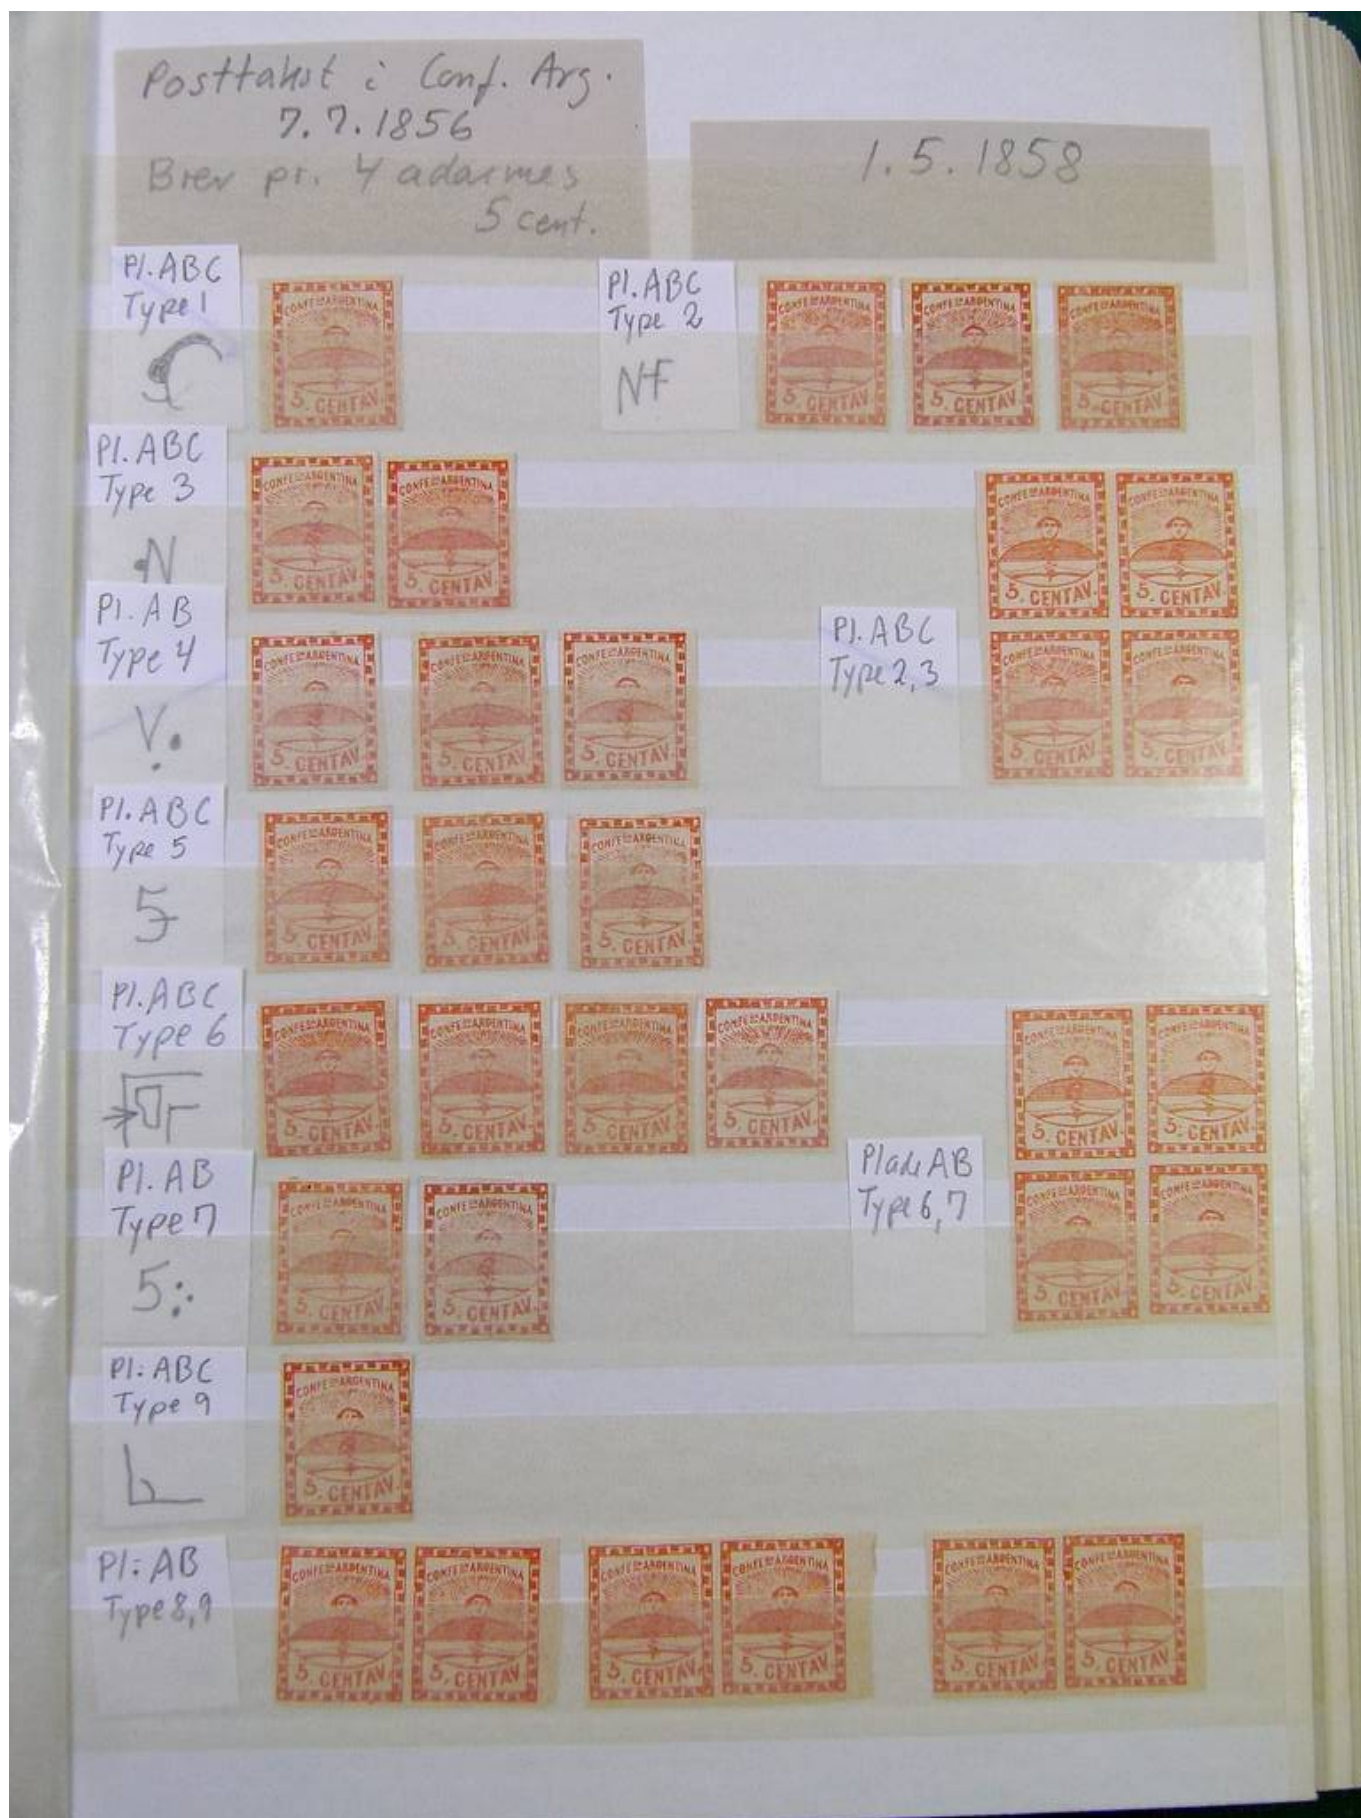 Posttakst i Conf. Arg.
7.7.1856
Brev pr. 4 adarmes
5 cent.
1.5.1858
Pl. ABC
Type 1
Pl. ABC
Type 2
NF
CONFEON ARGENTINA
5. CENTAV.
Pl. ABC
Type 3
.N
Pl. AB
Type 4
V.
Pl. ABC
Type 2,3
Pl. ABC
Type 5
5
Pl. ABC
Type 6
Pl. AB
Type 7
5:.
Plade AB
Type 6,7
Pl: ABC
Type 9
Pl: AB
Type 8,9